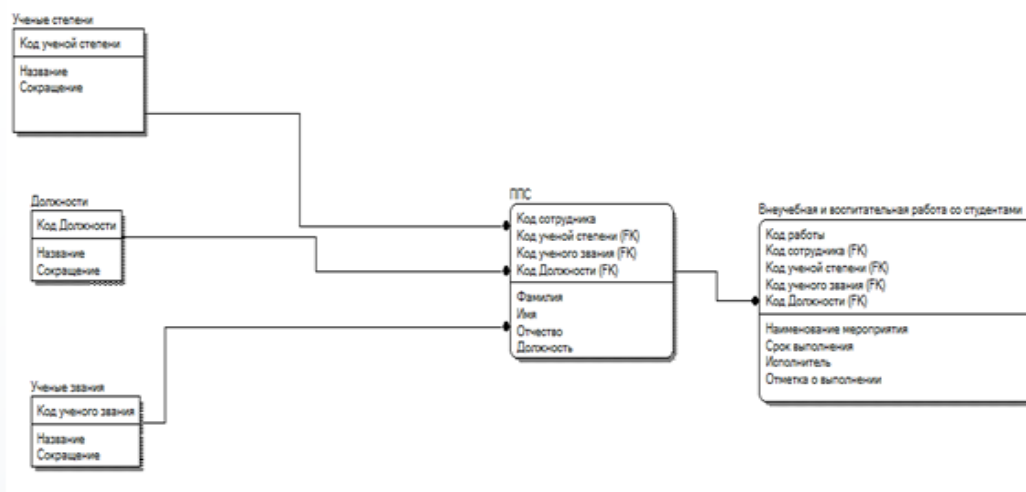 Ученые степени
Код ученой степени
Название
Сокращение
Должности
Код Должности
Название
Сокращение
Ученые звания
Код ученого звания
Название
Сокращение
ППС
Код сотрудника
Код ученой степени (FK)
Код ученого звания (FK)
Код Должности (FK)
Фамилия
Имя
Отчество
Должность
Внеучебная и воспитательная работа со студентами
Код работы
Код сотрудника (FK)
Код ученой степени (FK)
Код ученого звания (FK)
Код Должности (FK)
Наименование мероприятия
Срок выполнения
Исполнитель
Отметка о выполнении